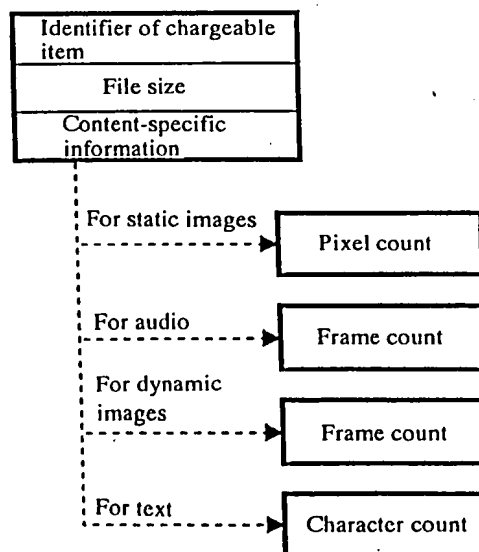 Identifier of chargeable
item
File size
Content-specific
information
For static images
Pixel count
For audio
Frame count
For dynamic
images
Frame count
For text
Character count